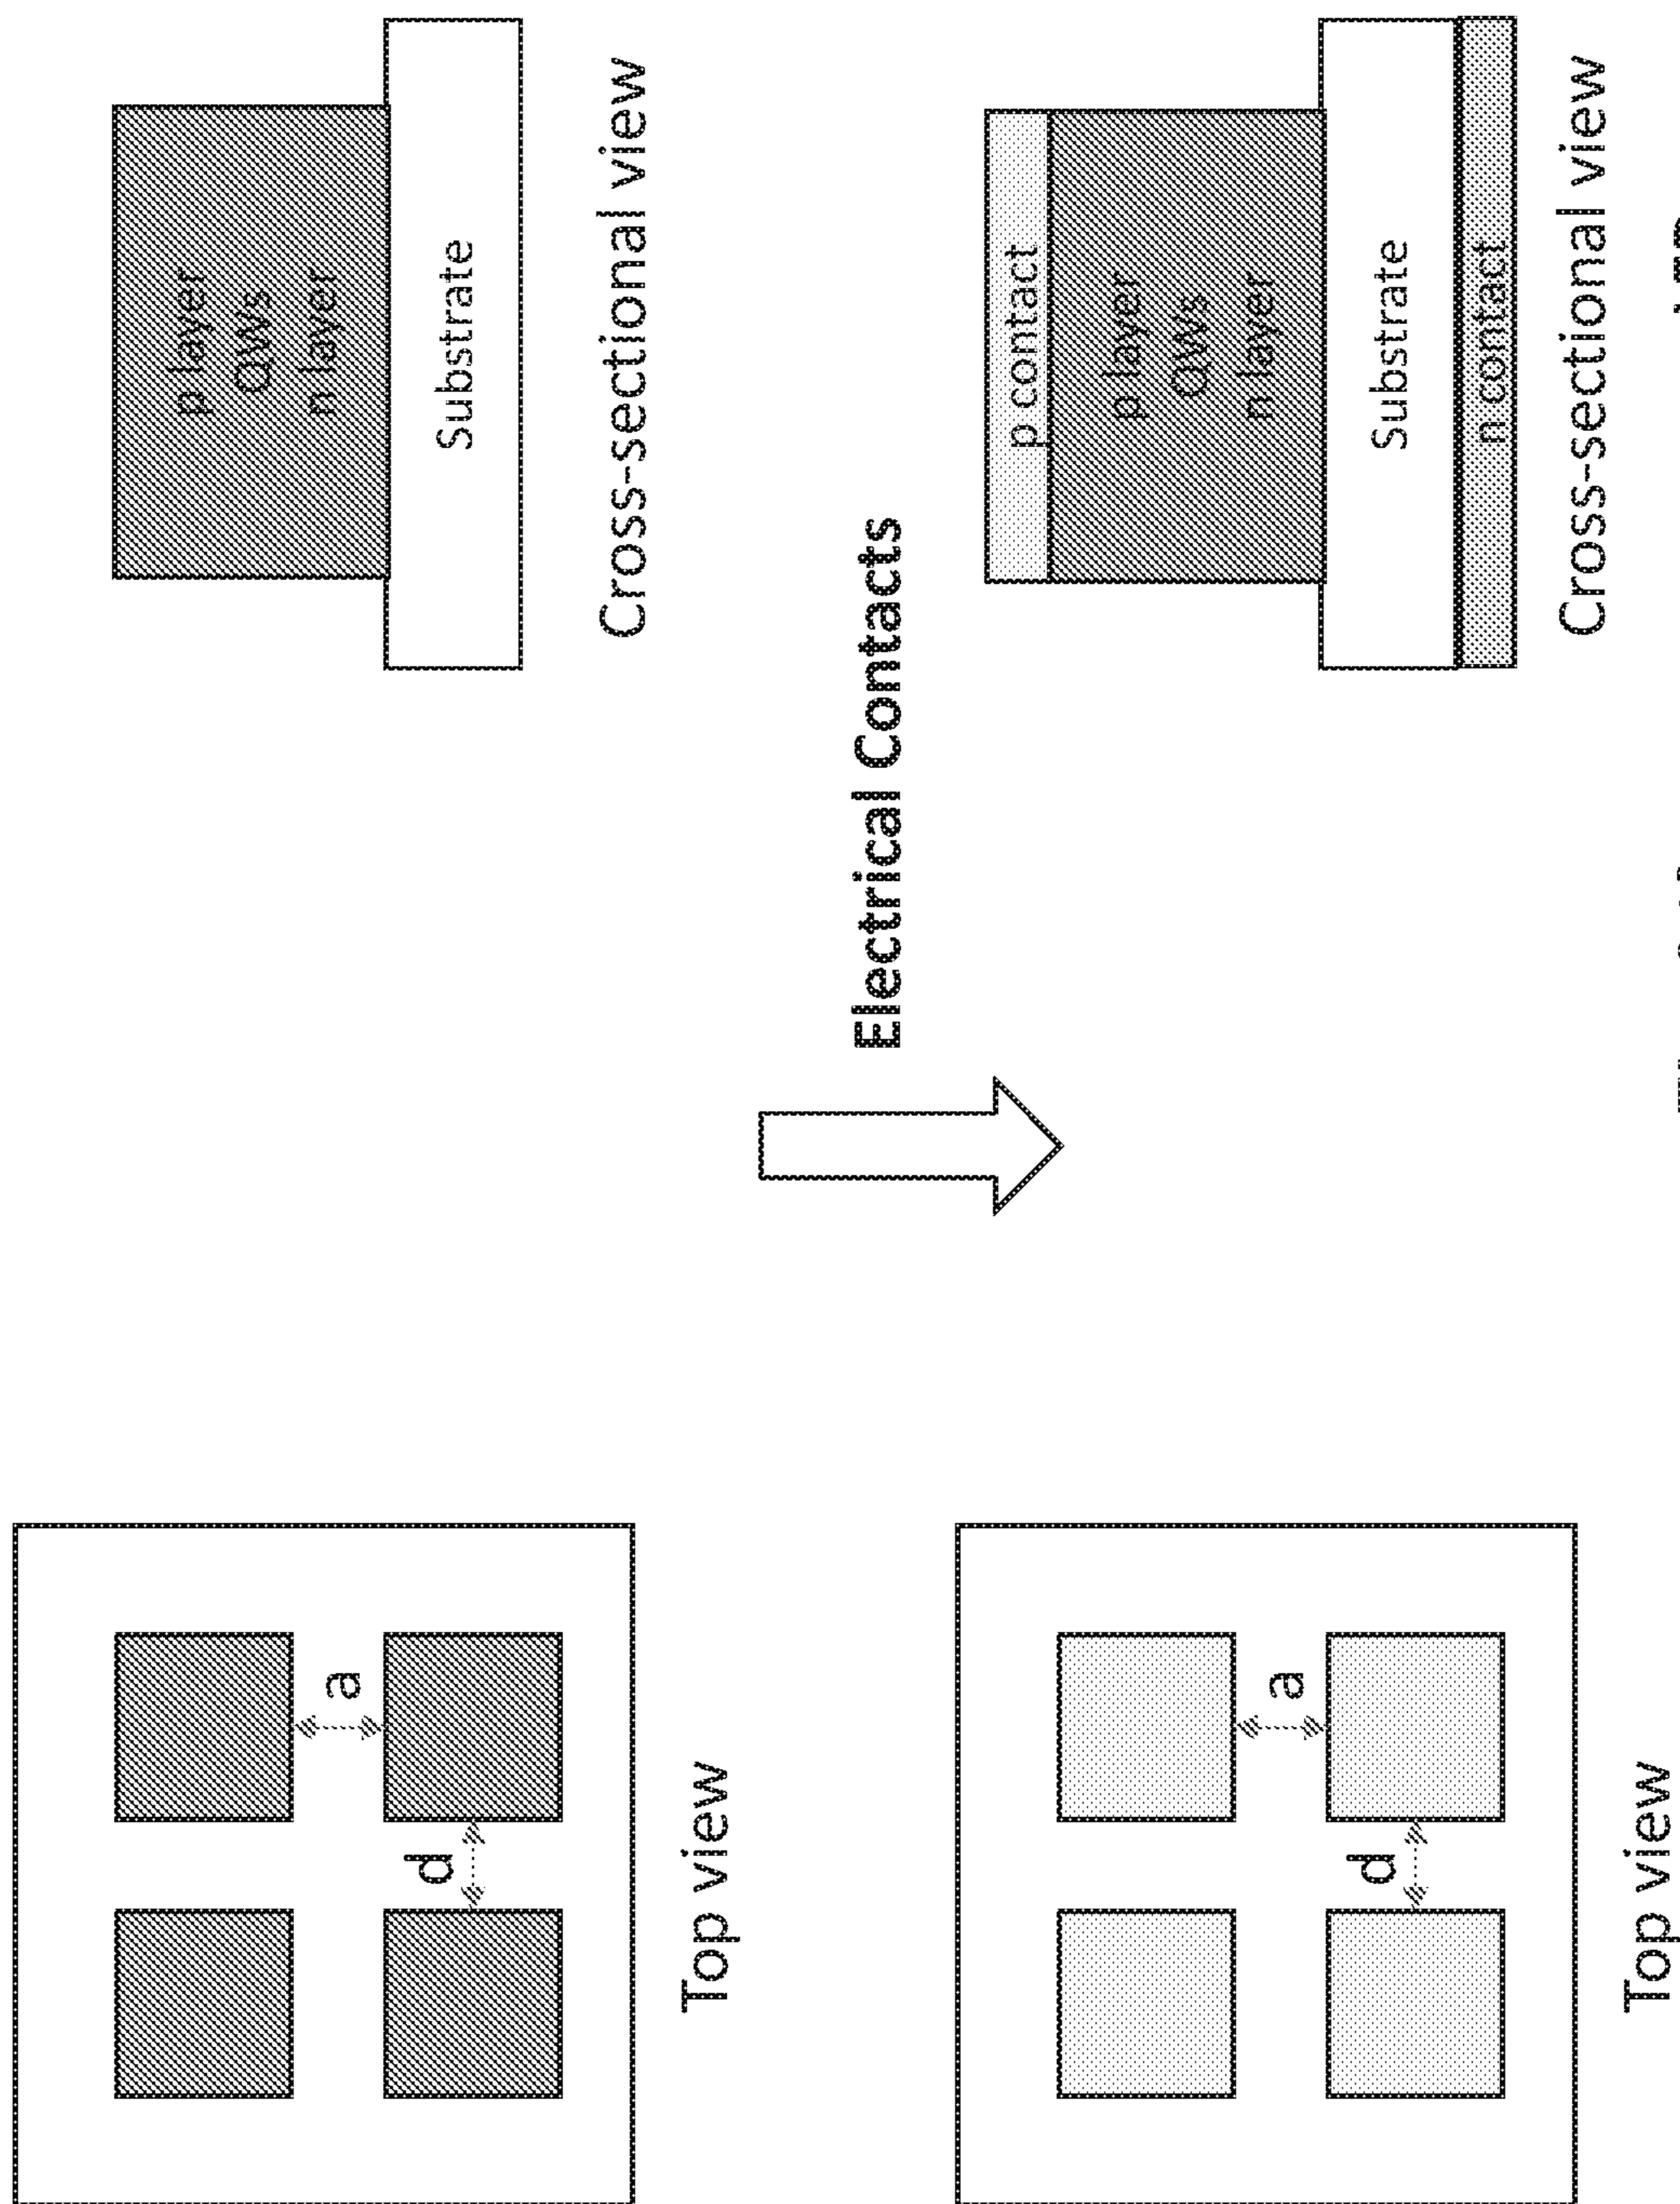 a
d
Top view
p layer
QWs
n layer
Substrate
Cross-sectional view
Electrical Contacts
a
d
Top view
p contact
p layer
QWs
n layer
Substrate
n contact
Cross-sectional view